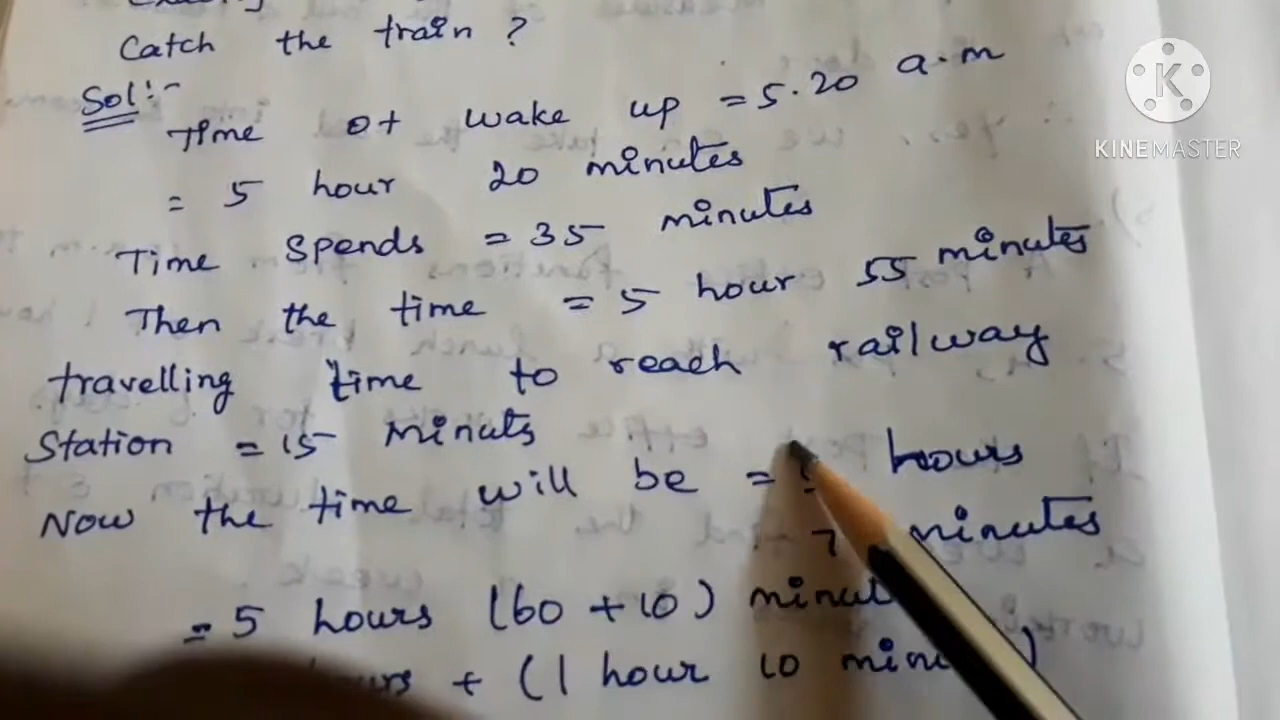 Catch the train ?
Sol:-
Time of wake up = 5.20 a.m
= 5 hour 20 minutes
Time Spends = 35 minutes
Then the time = 5 hour 55 minutes
travelling time to reach railway
Station = 15 minuts
Now the time will be = hours
minutes
= 5 hours (60 + 10)
+ (1 hour 10
K
KINEMASTER